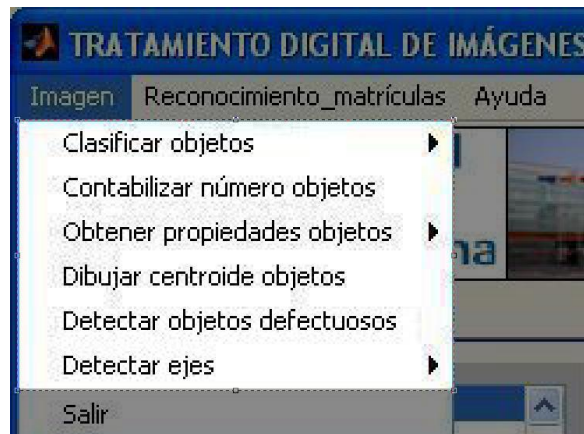 TRATAMIENTO DIGITAL DE IMÁGENES
Imagen Reconocimiento_matrículas Ayuda
Clasificar objetos
Contabilizar número objetos
Obtener propiedades objetos
Dibujar centroide objetos
Detectar objetos defectuosos
Detectar ejes
Salir